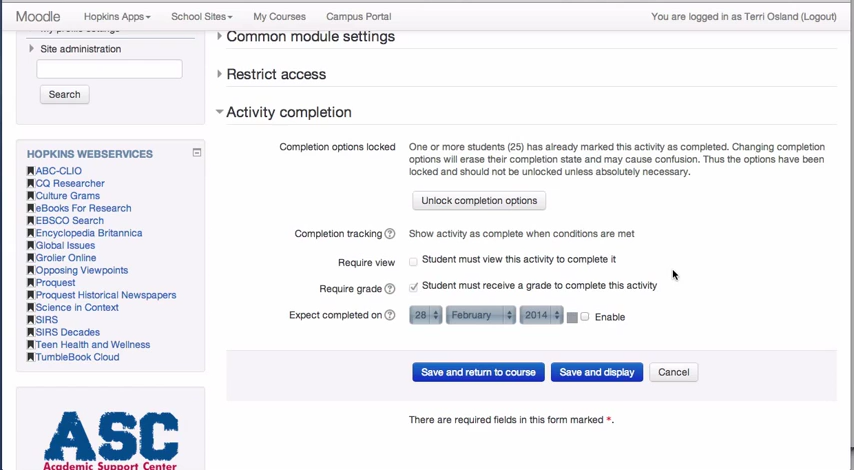 Moodle Hopkins Apps School Sites My Courses Campus Portal You are logged in as Terri Osland (Logout)
My profile settings
Site administration
Search
HOPKINS WEBSERVICES
ABC-CLIO
CQ Researcher
Culture Grams
eBooks For Research
EBSCO Search
Encyclopedia Britannica
Global Issues
Grolier Online
Opposing Viewpoints
Proquest
Proquest Historical Newspapers
Science in Context
SIRS
SIRS Decades
Teen Health and Wellness
TumbleBook Cloud
ASC
Academic Support Center
Common module settings
Restrict access
Activity completion
Completion options locked One or more students (25) has already marked this activity as completed. Changing completion
options will erase their completion state and may cause confusion. Thus the options have been
locked and should not be unlocked unless absolutely necessary.
Unlock completion options
Completion tracking Show activity as complete when conditions are met
Require view Student must view this activity to complete it
Require grade Student must receive a grade to complete this activity
Expect completed on 28 February 2014 Enable
Save and return to course Save and display Cancel
There are required fields in this form marked *.